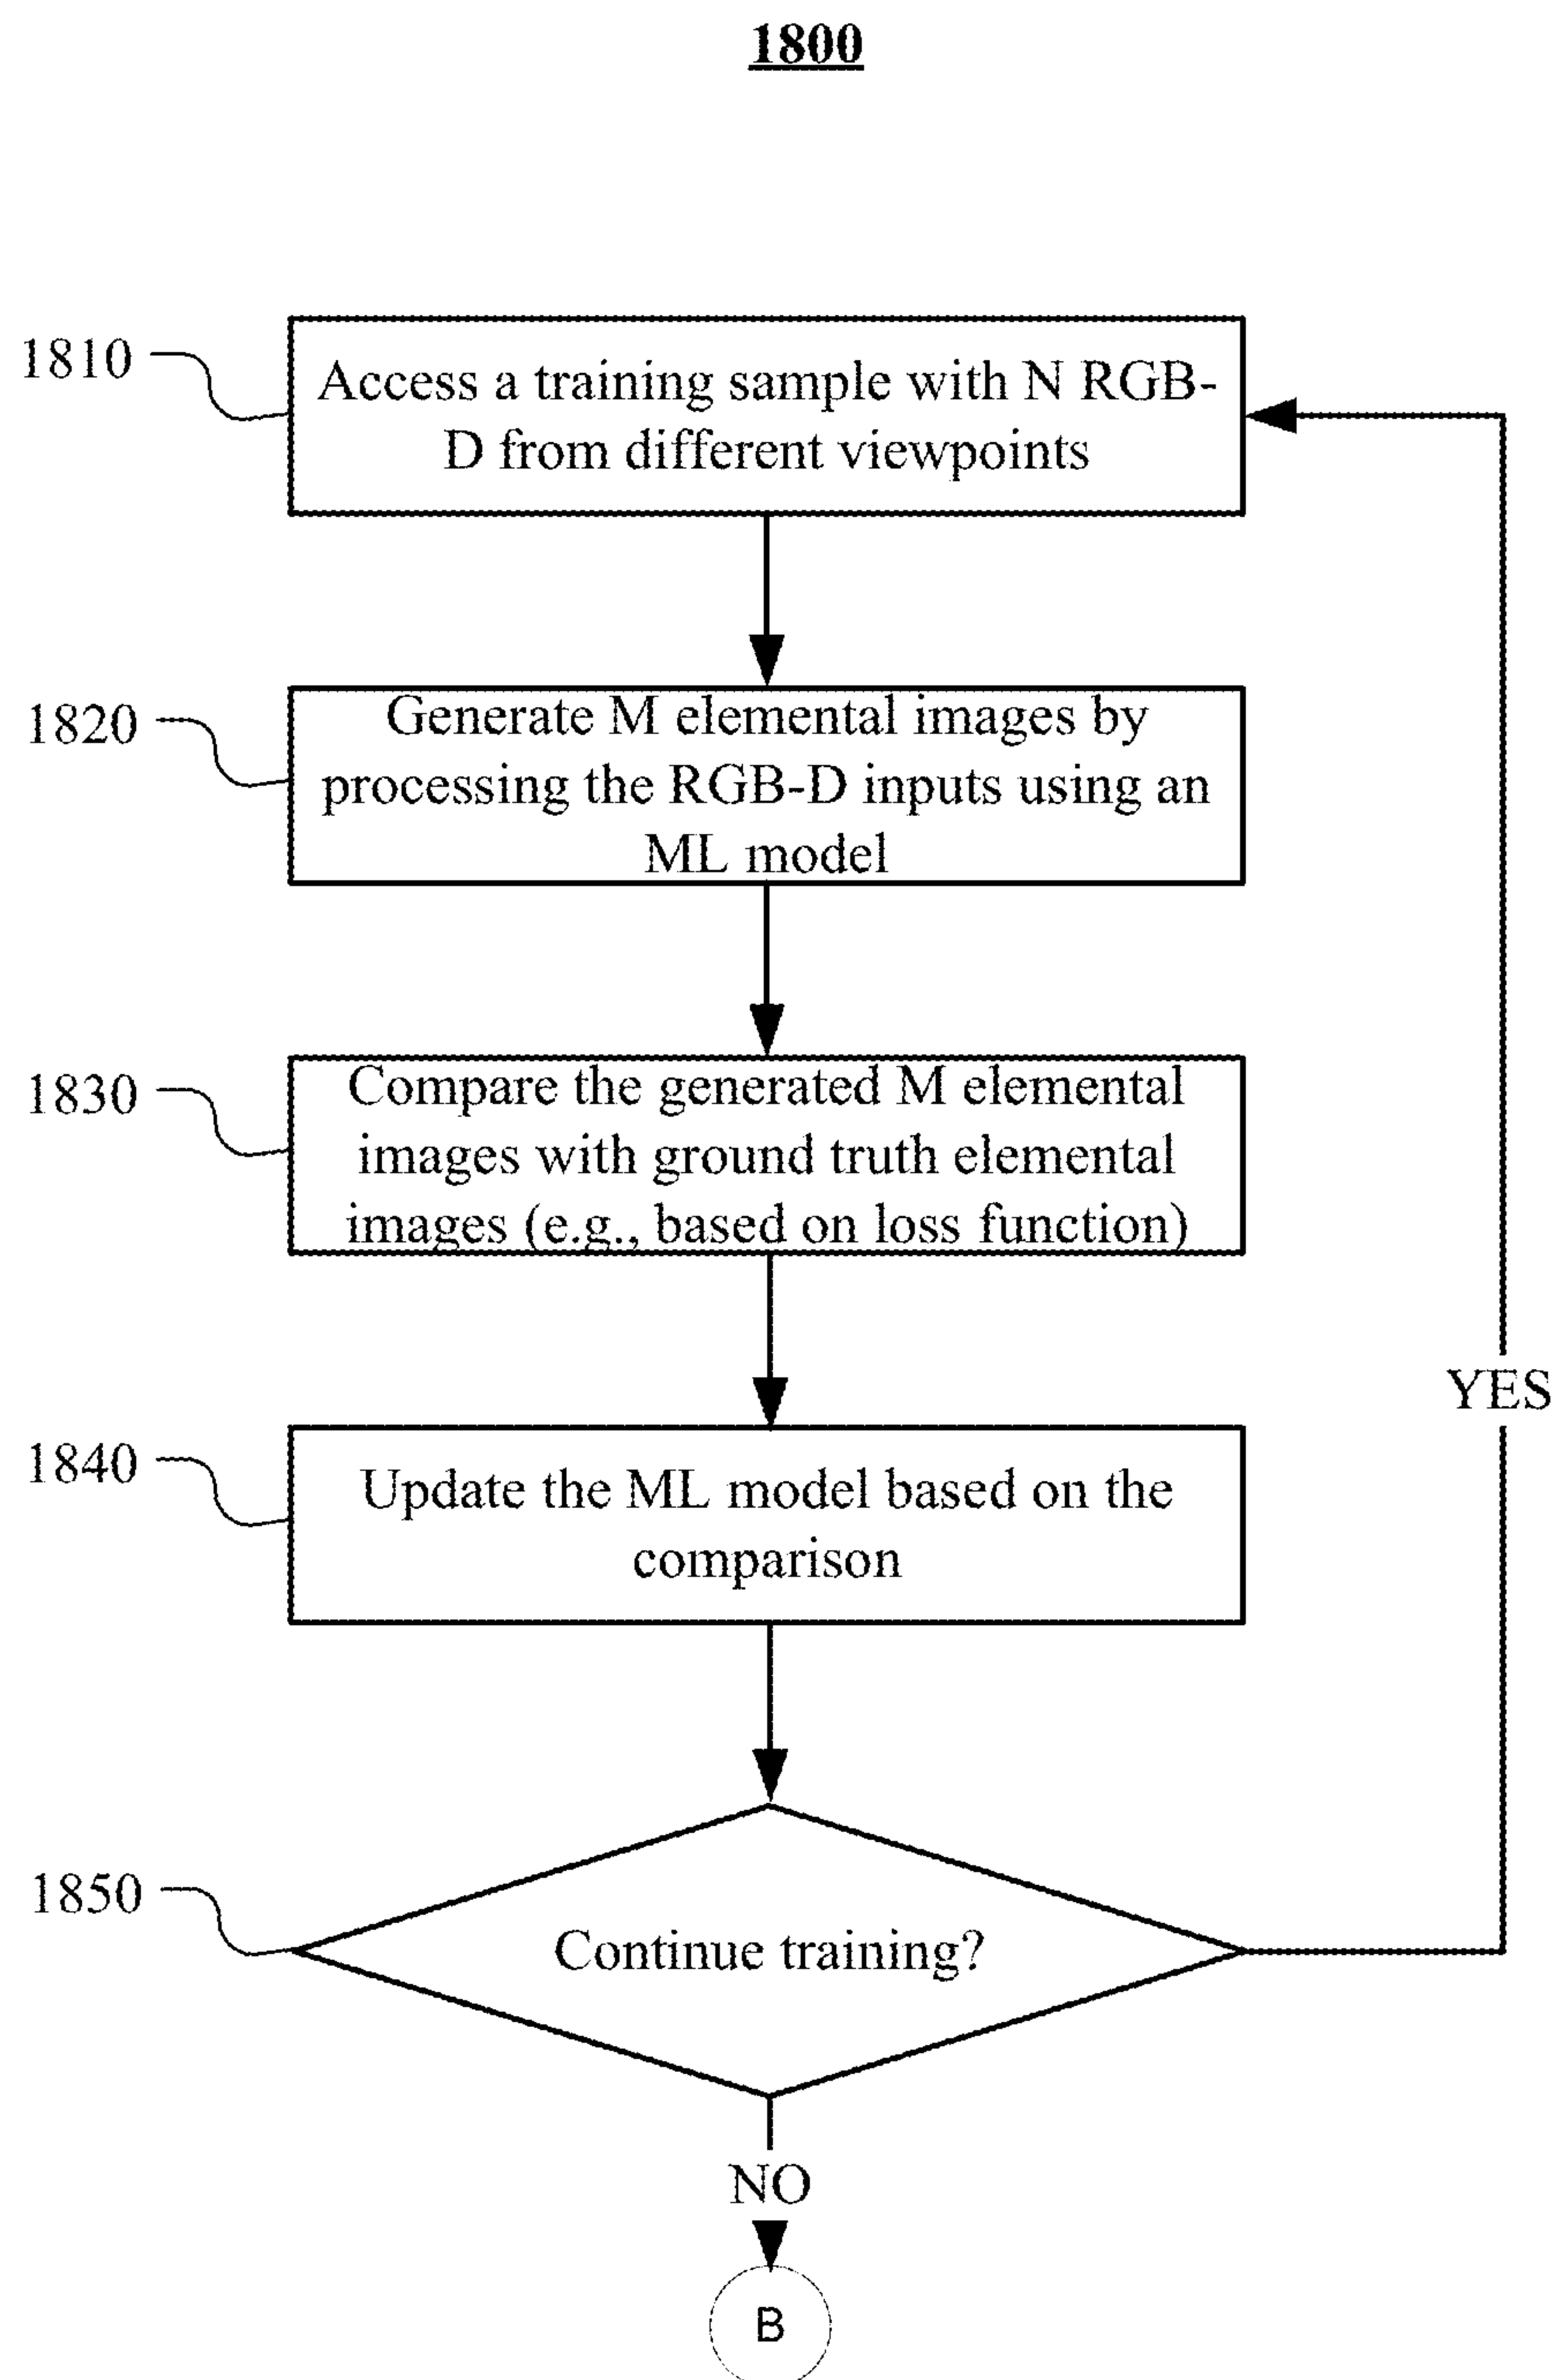 1800
1810
Access a training sample with N RGB-
D from different viewpoints
1820
Generate M elemental images by
processing the RGB-D inputs using an
ML model
1830
Compare the generated M elemental
images with ground truth elemental
images (e.g., based on loss function)
YES
1840
Update the ML model based on the
comparison
1850
Continue training?
NO
B